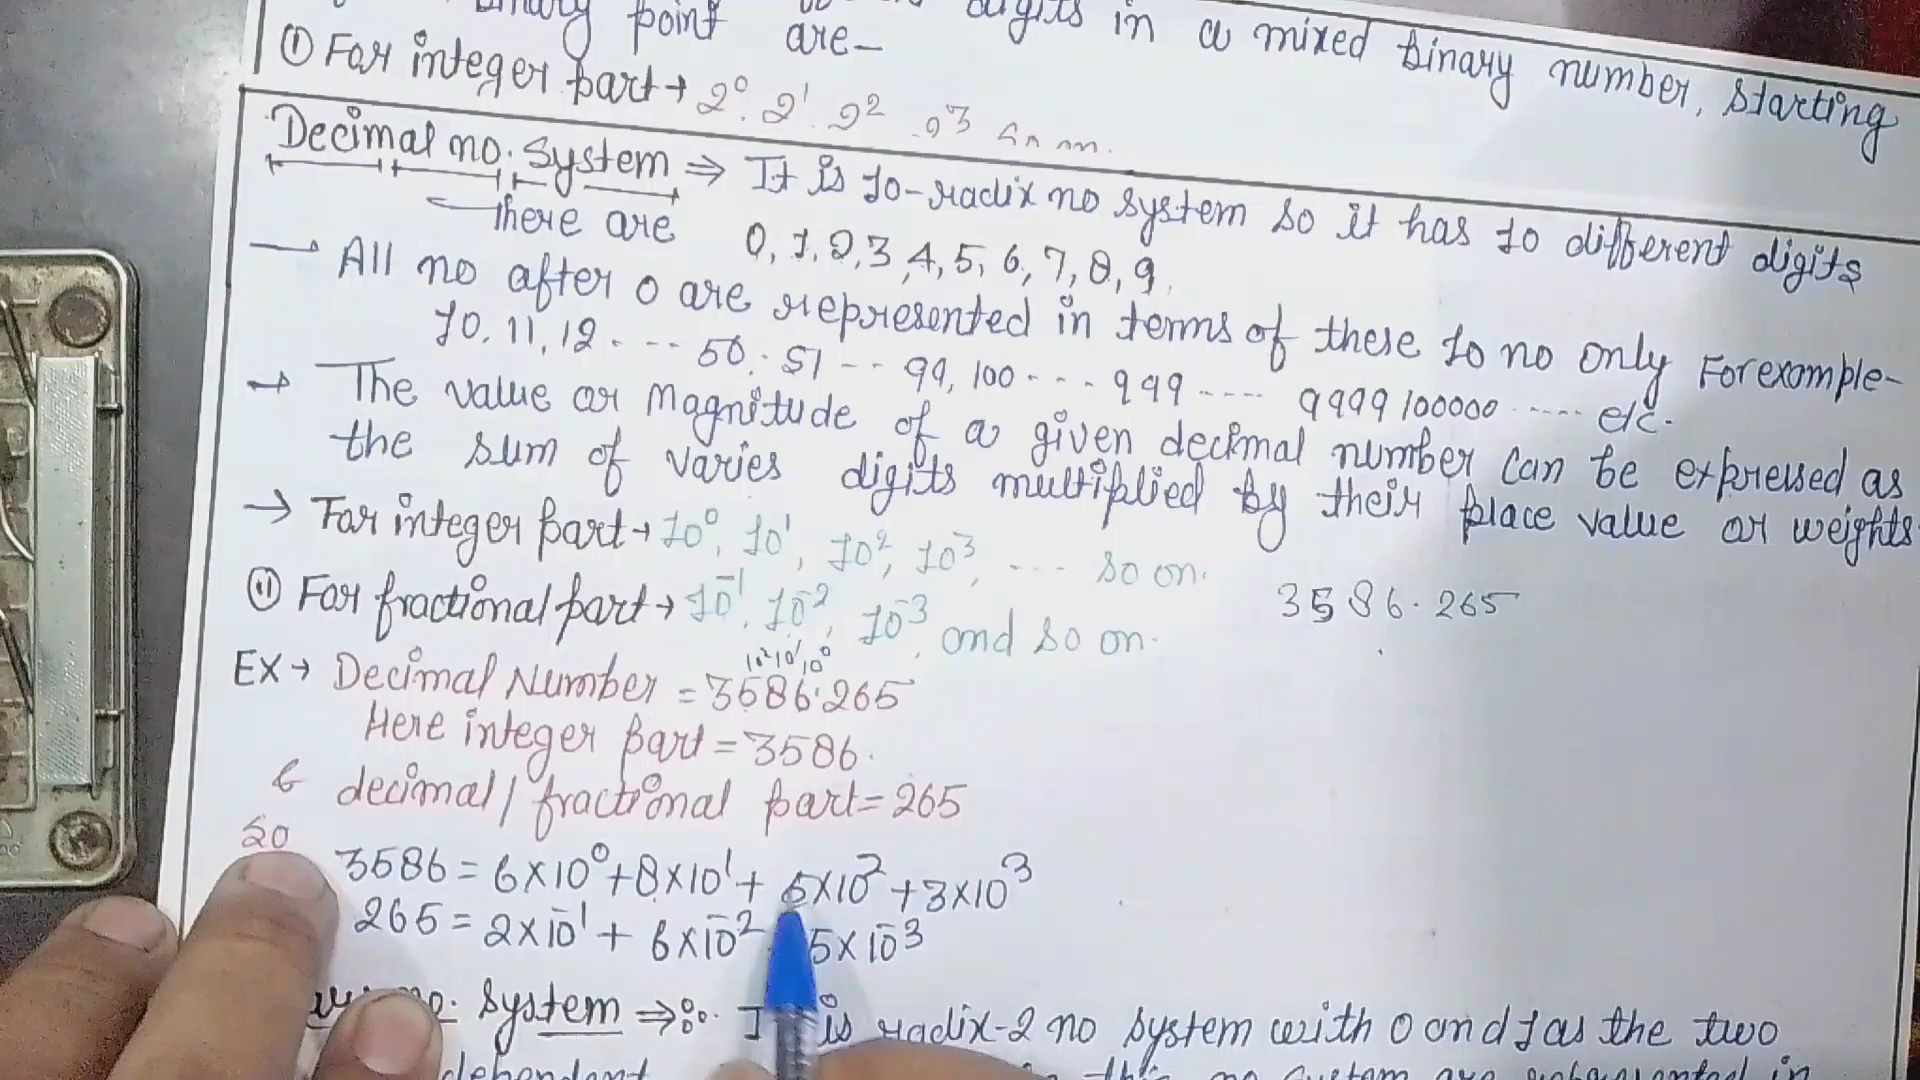 binary point are- digits in a mixed binary number, starting
① For integer part → 2⁰, 2¹, 2²
Decimal no. System ⇒ It is 10-radix no system so it has 10 different digits
there are 0, 1, 2, 3, 4, 5, 6, 7, 8, 9
→ All no after 0 are represented in terms of these 10 no only For example-
10, 11, 12 ---- 50, 51 --- 99, 100 ---- 999 ----- 9999 100000 ----- etc.
→ The value or magnitude of a given decimal number can be expressed as
the sum of varies digits multiplied by their place value or weights
→ For integer part → 10⁰, 10¹, 10², 10³, ---- so on.
② For fractional part → 10⁻¹, 10⁻², 10⁻³, and so on.
3586.265
10² 10¹ 10⁰
EX → Decimal Number = 3586.265
Here integer part = 3586.
& decimal / fractional part = 265
So
3586 = 6×10⁰ + 8×10¹ + 5×10² + 3×10³
265 = 2×10⁻¹ + 6×10⁻² 5×10⁻³
no. System ⇒ is radix-2 no system with 0 and 1 as the two